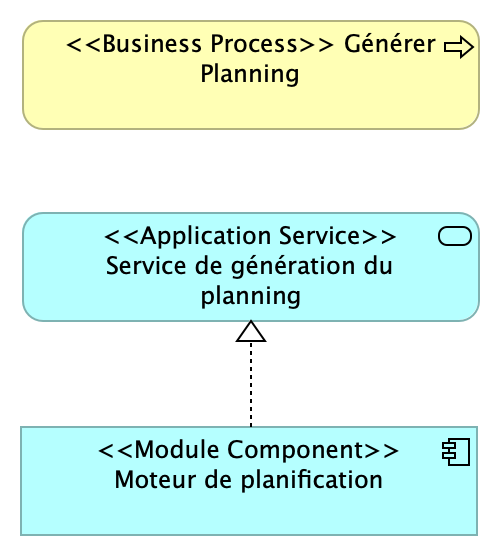 <<Business Process>> Générer
Planning
<<Application Service>>
Service de génération du
planning
<<Module Component>>
Moteur de planification